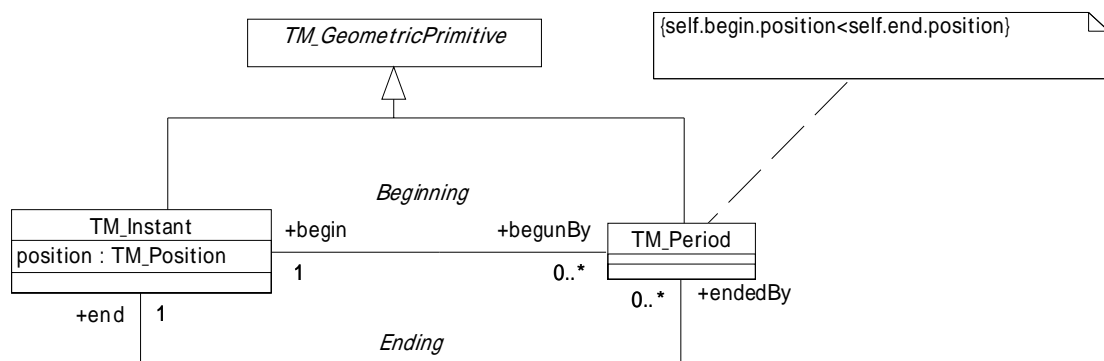 TM_GeometricPrimitive
{self.begin.position<self.end.position}
Beginning
TM_Instant
position : TM_Position
+begin
1
+begunBy
0..*
TM_Period
+end
1
0..*
+endedBy
Ending